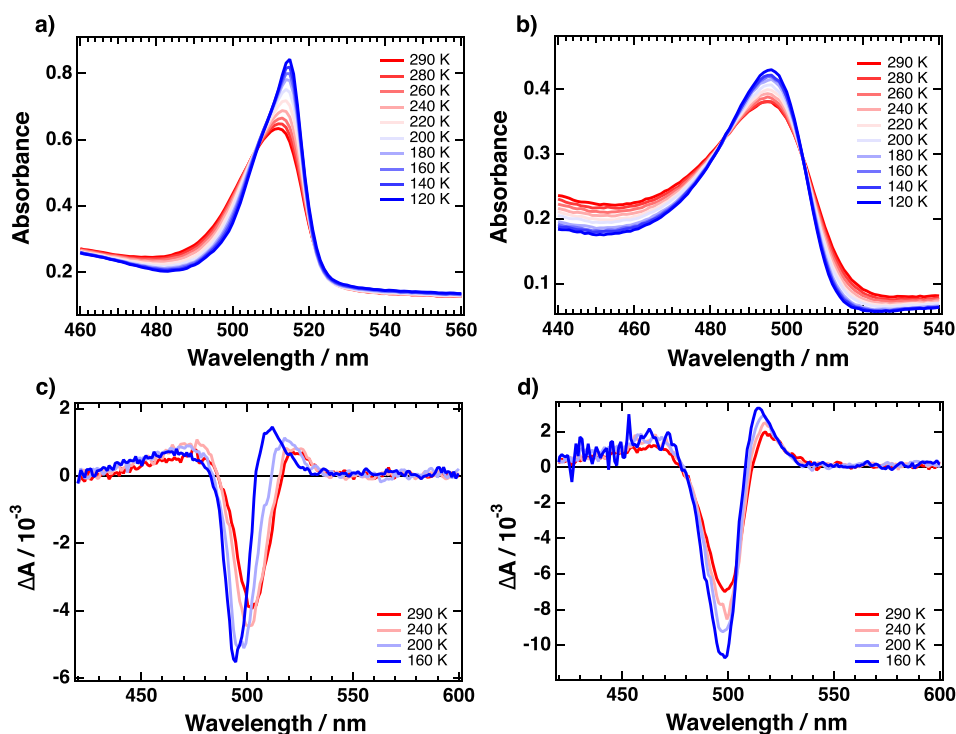 a)
Absorbance
0.8
0.6
0.4
0.2
290 K
280 K
260 K
240 K
220 K
200 K
180 K
160 K
140 K
120 K
460 480 500 520 540 560
Wavelength / nm
b)
Absorbance
0.4
0.3
0.2
0.1
290 K
280 K
260 K
240 K
220 K
200 K
180 K
160 K
140 K
120 K
440 460 480 500 520 540
Wavelength / nm
c)
ΔA / 10⁻³
2
0
-2
-4
-6
290 K
240 K
200 K
160 K
450 500 550 600
Wavelength / nm
d)
ΔA / 10⁻³
2
0
-2
-4
-6
-8
-10
290 K
240 K
200 K
160 K
450 500 550 600
Wavelength / nm